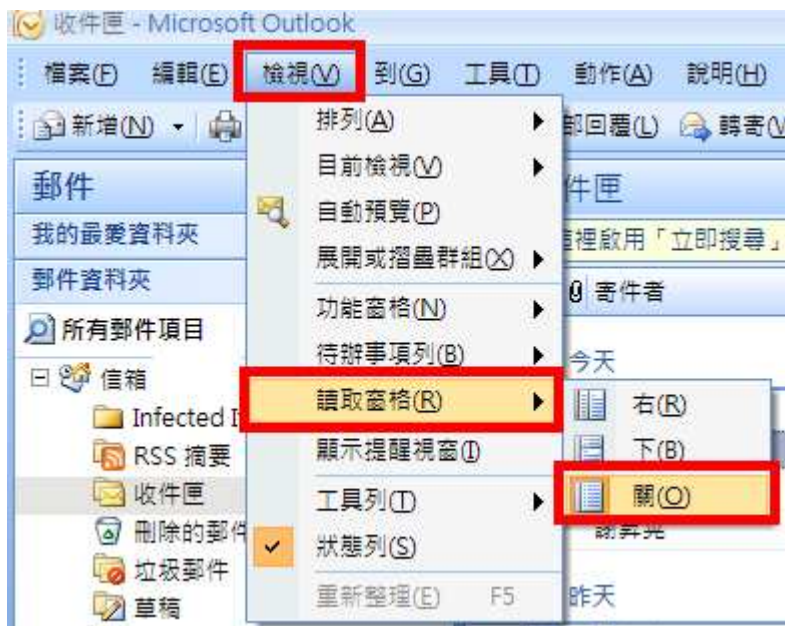 收件匣 - Microsoft Outlook
檔案(F) 編輯(E) 檢視(V) 到(G) 工具(T) 動作(A) 說明(H)
新增(N) 部回覆(L) 轉寄(
郵件
我的最愛資料夾
郵件資料夾
所有郵件項目
信箱
Infected
RSS 摘要
收件匣
刪除的郵件
垃圾郵件
草稿
排列(A)
目前檢視(V)
自動預覽(P)
展開或摺疊群組(X)
功能窗格(N)
待辦事項列(B)
讀取窗格(R)
顯示提醒視窗(I)
工具列(T)
狀態列(S)
重新整理(E) F5
件匣
裡啟用「立即搜尋」
寄件者
今天
右(R)
下(B)
關(O)
昨天